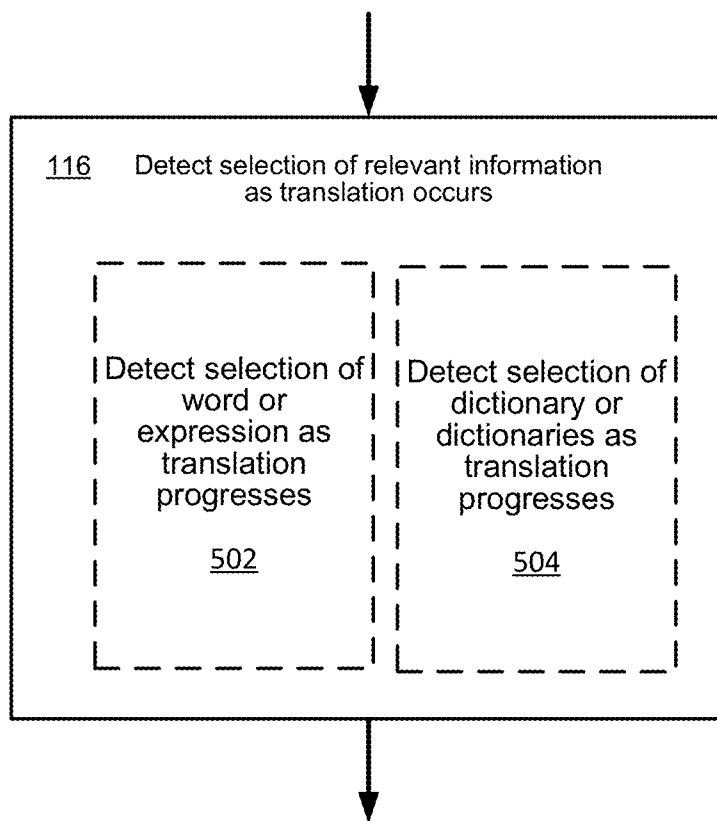 116 Detect selection of relevant information
as translation occurs
Detect selection of
word or
expression as
translation
progresses
502
Detect selection of
dictionary or
dictionaries as
translation
progresses
504